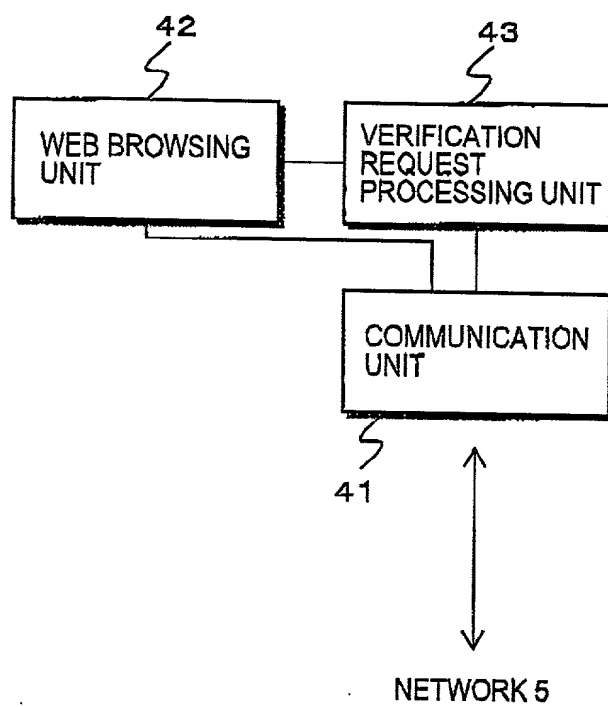 42
43
WEB BROWSING
UNIT
VERIFICATION
REQUEST
PROCESSING UNIT
COMMUNICATION
UNIT
41
NETWORK 5